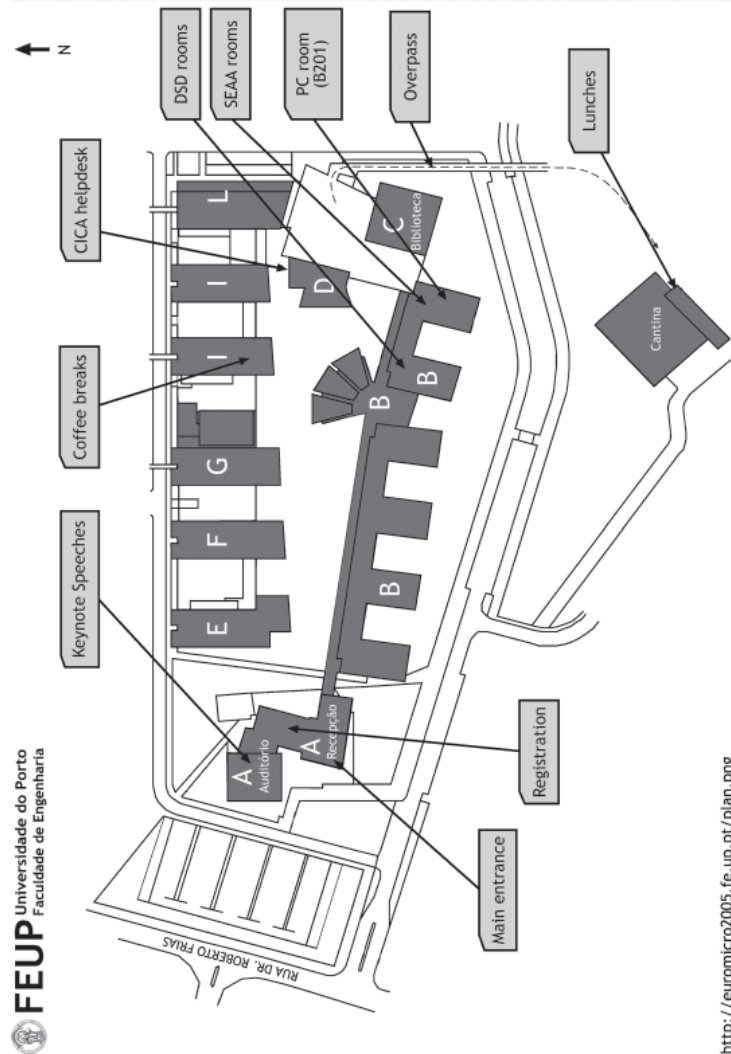 FEUP
Universidade do Porto
Faculdade de Engenharia
N
Keynote Speeches
Coffee breaks
CICA helpdesk
DSD rooms
SEAA rooms
PC room
(B201)
Overpass
Lunches
E
F
G
I
I
L
D
C
Biblioteca
B
B
B
A
Auditório
A
Recepção
Cantina
Registration
Main entrance
RUA DR. ROBERTO FRIAS
http://euromicro2005.fe.up.pt/plan.png